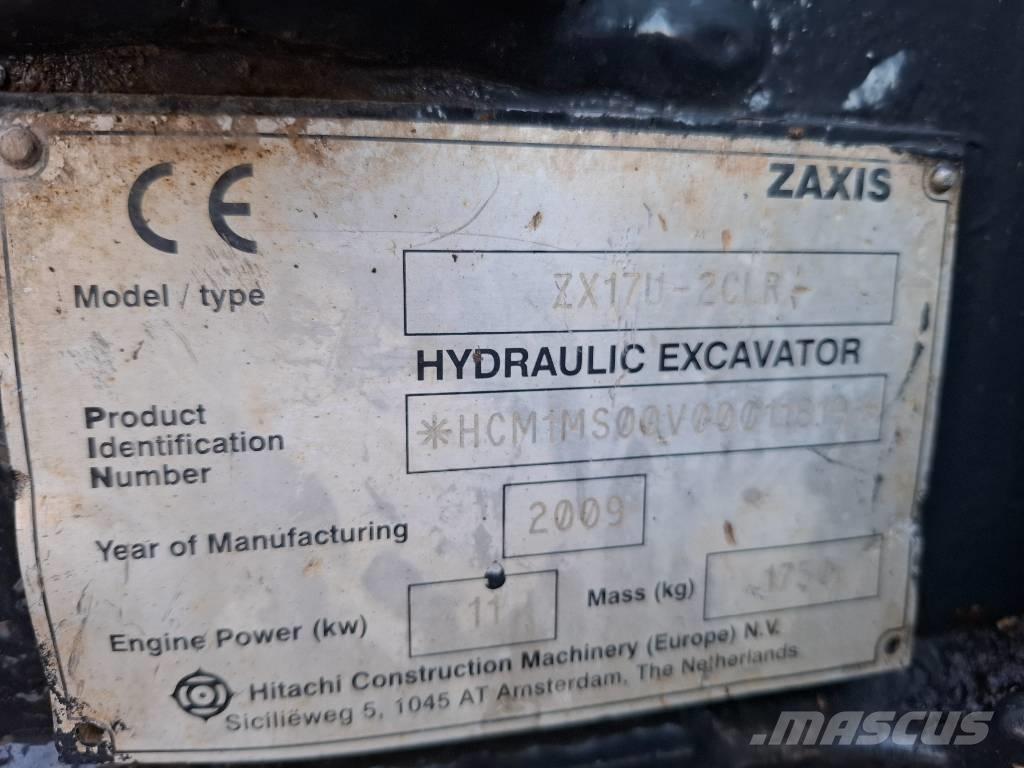 CE ZAXIS
Model / type ZX17U-2CLR
HYDRAULIC EXCAVATOR
Product
Identification
Number
Year of Manufacturing 2009
Engine Power (kw) 11 Mass (kg)
Hitachi Construction Machinery (Europe) N.V.
Siciliëweg 5, 1045 AT Amsterdam, The Netherlands
MASCUS